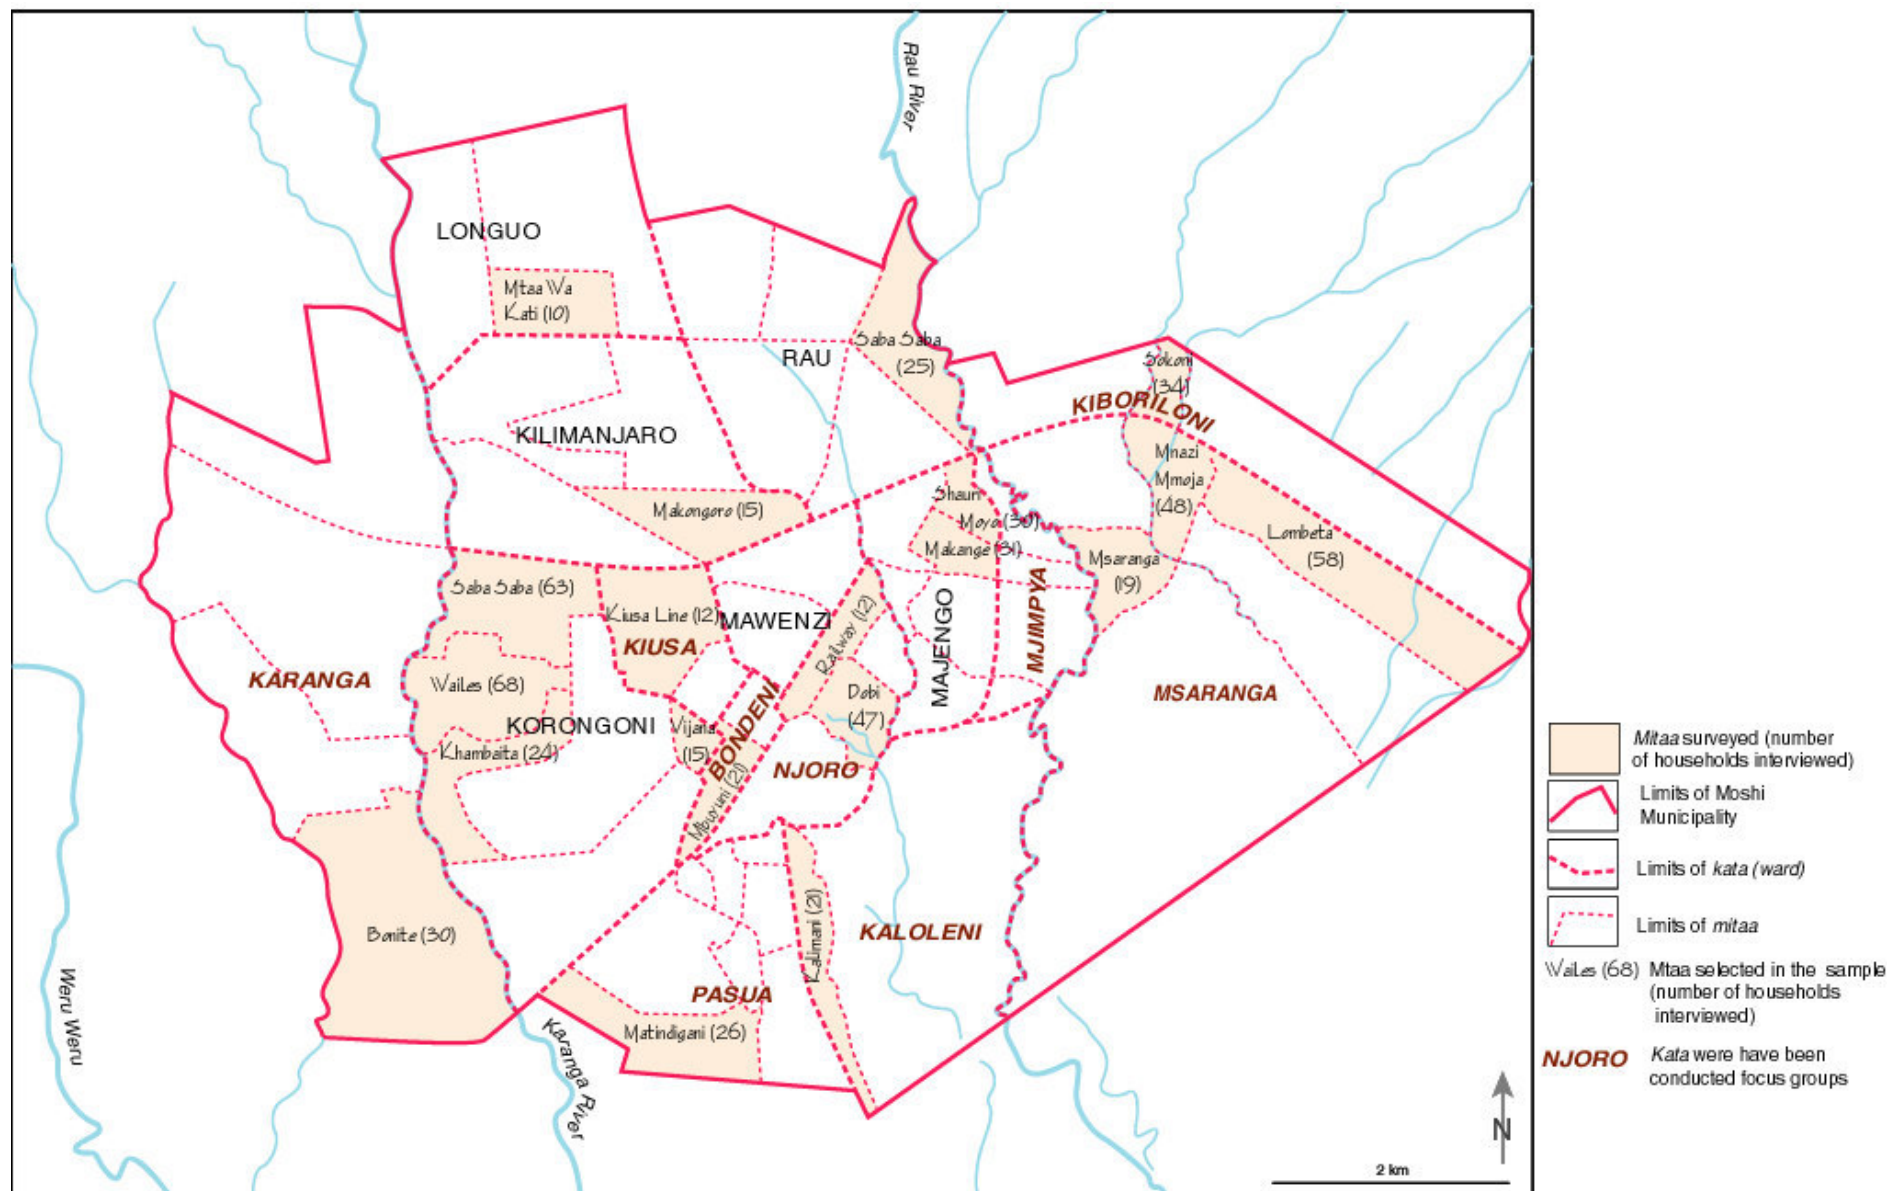 Rau River
LONGUO
Mtaa Wa
Kati (10)
RAU
Saba Saba
(25)
Sokoni
(34)
KIBORILONI
KILIMANJARO
Mnazi
Mmoja
(48)
Makongoro (15)
Shauri
Moyo (30)
Makange (31)
Lombeta
(58)
Msaranga
(19)
Saba Saba (63)
Kiusa Line (12)
MAWENZI
Railway (12)
MAJENGO
MJIMPYA
KIUSA
KARANGA
Wailes (68)
Dobi
(47)
MSARANGA
KORONGONI
Vijana
(15)
BONDENI
Khambaita (24)
NJORO
Mbuyuni (21)
Bonite (30)
Kalimani (21)
KALOLENI
PASUA
Matindigani (26)
Weru Weru
Karanga River
N
2 km
Mitaa surveyed (number
of households interviewed)
Limits of Moshi
Municipality
Limits of kata (ward)
Limits of mitaa
Wailes (68) Mtaa selected in the sample
(number of households
interviewed)
NJORO Kata were have been
conducted focus groups